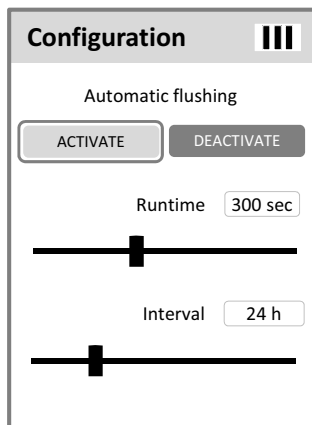 Configuration
Automatic flushing
ACTIVATE DEACTIVATE
Runtime 300 sec
Interval 24 h